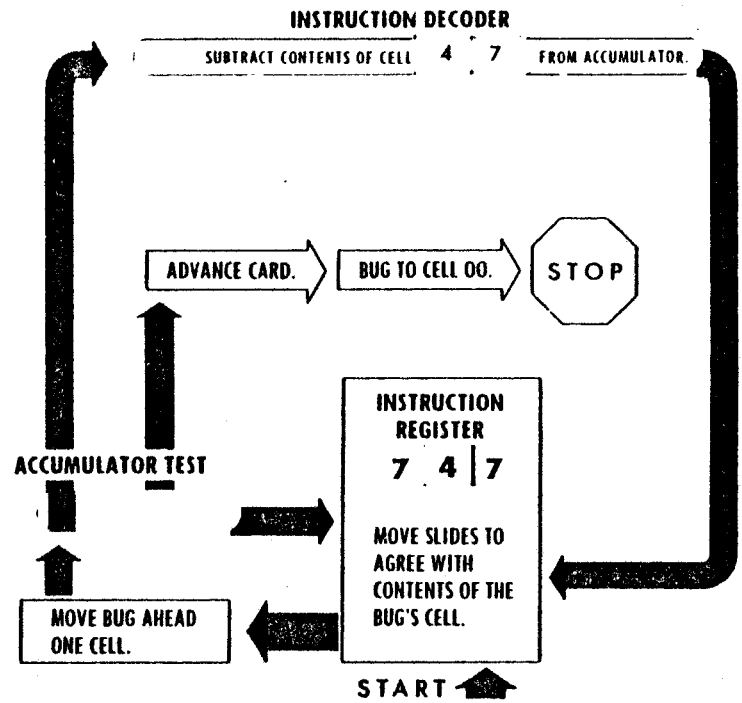 INSTRUCTION DECODER
SUBTRACT CONTENTS OF CELL 4 7 FROM ACCUMULATOR.
ADVANCE CARD.
BUG TO CELL 00.
STOP
INSTRUCTION
REGISTER
7 4 7
ACCUMULATOR TEST
MOVE SLIDES TO
AGREE WITH
CONTENTS OF THE
BUG'S CELL.
MOVE BUG AHEAD
ONE CELL.
START